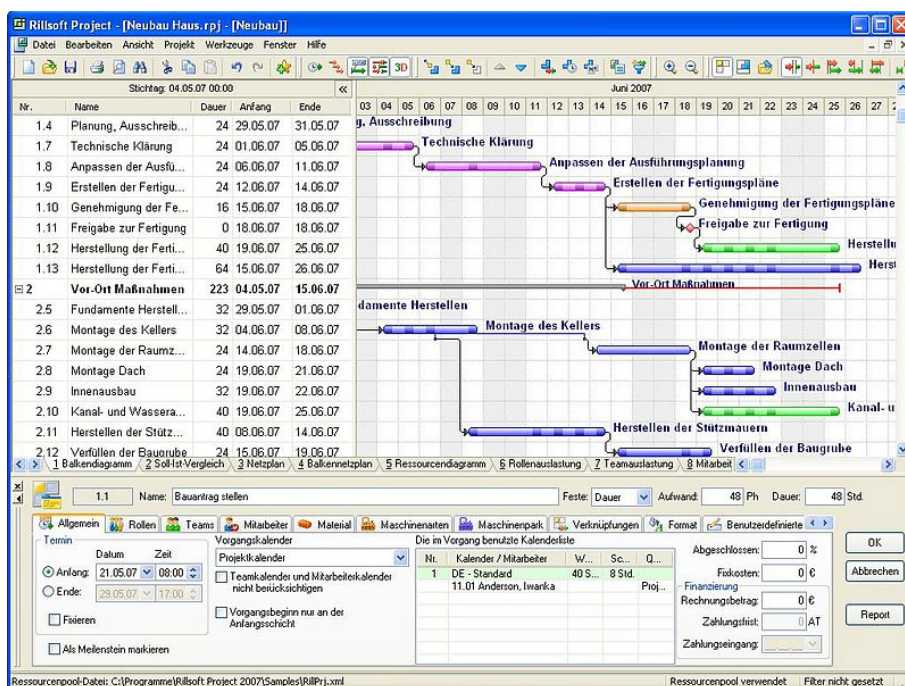 Rillsoft Project - [Neubau Haus.rpj - [Neubau]]
Datei Bearbeiten Ansicht Projekt Werkzeuge Fenster Hilfe
3D
Stichtag: 04.05.07 00:00 « Juni 2007
Nr. Name Dauer Anfang Ende 03 04 05 06 07 08 09 10 11 12 13 14 15 16 17 18 19 20 21 22 23 24 25 26 27
1.4 Planung, Ausschreib... 24 29.05.07 31.05.07 g, Ausschreibung
1.7 Technische Klärung 24 01.06.07 05.06.07 Technische Klärung
1.8 Anpassen der Ausfü... 24 06.06.07 11.06.07 Anpassen der Ausführungsplanung
1.9 Erstellen der Fertigu... 24 12.06.07 14.06.07 Erstellen der Fertigungspläne
1.10 Genehmigung der Fe... 16 15.06.07 18.06.07 Genehmigung der Fertigungspläne
1.11 Freigabe zur Fertigung 0 18.06.07 18.06.07 Freigabe zur Fertigung
1.12 Herstellung der Ferti... 40 19.06.07 25.06.07 Herstellu
1.13 Herstellung der Ferti... 64 15.06.07 26.06.07 Herst
2 Vor-Ort Maßnahmen 223 04.05.07 15.06.07 Vor-Ort Maßnahmen
2.5 Fundamente Herstell... 32 29.05.07 01.06.07 damente Herstellen
2.6 Montage des Kellers 32 04.06.07 08.06.07 Montage des Kellers
2.7 Montage der Raumz... 24 14.06.07 18.06.07 Montage der Raumzellen
2.8 Montage Dach 24 19.06.07 21.06.07 Montage Dach
2.9 Innenausbau 32 19.06.07 22.06.07 Innenausbau
2.10 Kanal- und Wassera... 40 19.06.07 25.06.07 Kanal- u
2.11 Herstellen der Stütz... 40 08.06.07 14.06.07 Herstellen der Stützmauern
2.12 Verfüllen der Baugrube 24 15.06.07 19.06.07 Verfüllen der Baugrube
1 Balkendiagramm 2 Soll-Ist-Vergleich 3 Netzplan 4 Balkennetzplan 5 Ressourcendiagramm 6 Rollenauslastung 7 Teamauslastung 8 Mitarbeit
1.1 Name: Bauantrag stellen Feste: Dauer Aufwand: 48 Ph Dauer: 48 Std.
Allgemein Rollen Teams Mitarbeiter Material Maschinenarten Maschinenpark Verknüpfungen Format Benutzerdefinierte
Termin
Datum Zeit
Anfang: 21.05.07 08:00
Ende: 29.05.07 17:00
Fixieren
Als Meilenstein markieren
Vorgangskalender
Projektkalender
Teamkalender und Mitarbeiterkalender
nicht berücksichtigen
Vorgangsbeginn nur an der
Anfangsschicht
Die im Vorgang benutzte Kalenderliste
Nr. Kalender / Mitarbeiter W... Sc... Q...
1 DE - Standard 40 S... 8 Std.
11.01 Anderson, Iwanka Proj...
Abgeschlossen: 0 %
Fixkosten: 0 €
Finanzierung
Rechnungsbetrag: 0 €
Zahlungsfrist: 0 AT
Zahlungseingang: __.__.__
OK
Abbrechen
Report
Ressourcenpool-Datei: C:\Programme\Rillsoft Project 2007\Samples\RillPrj.xml Ressourcenpool verwendet Filter nicht gesetzt